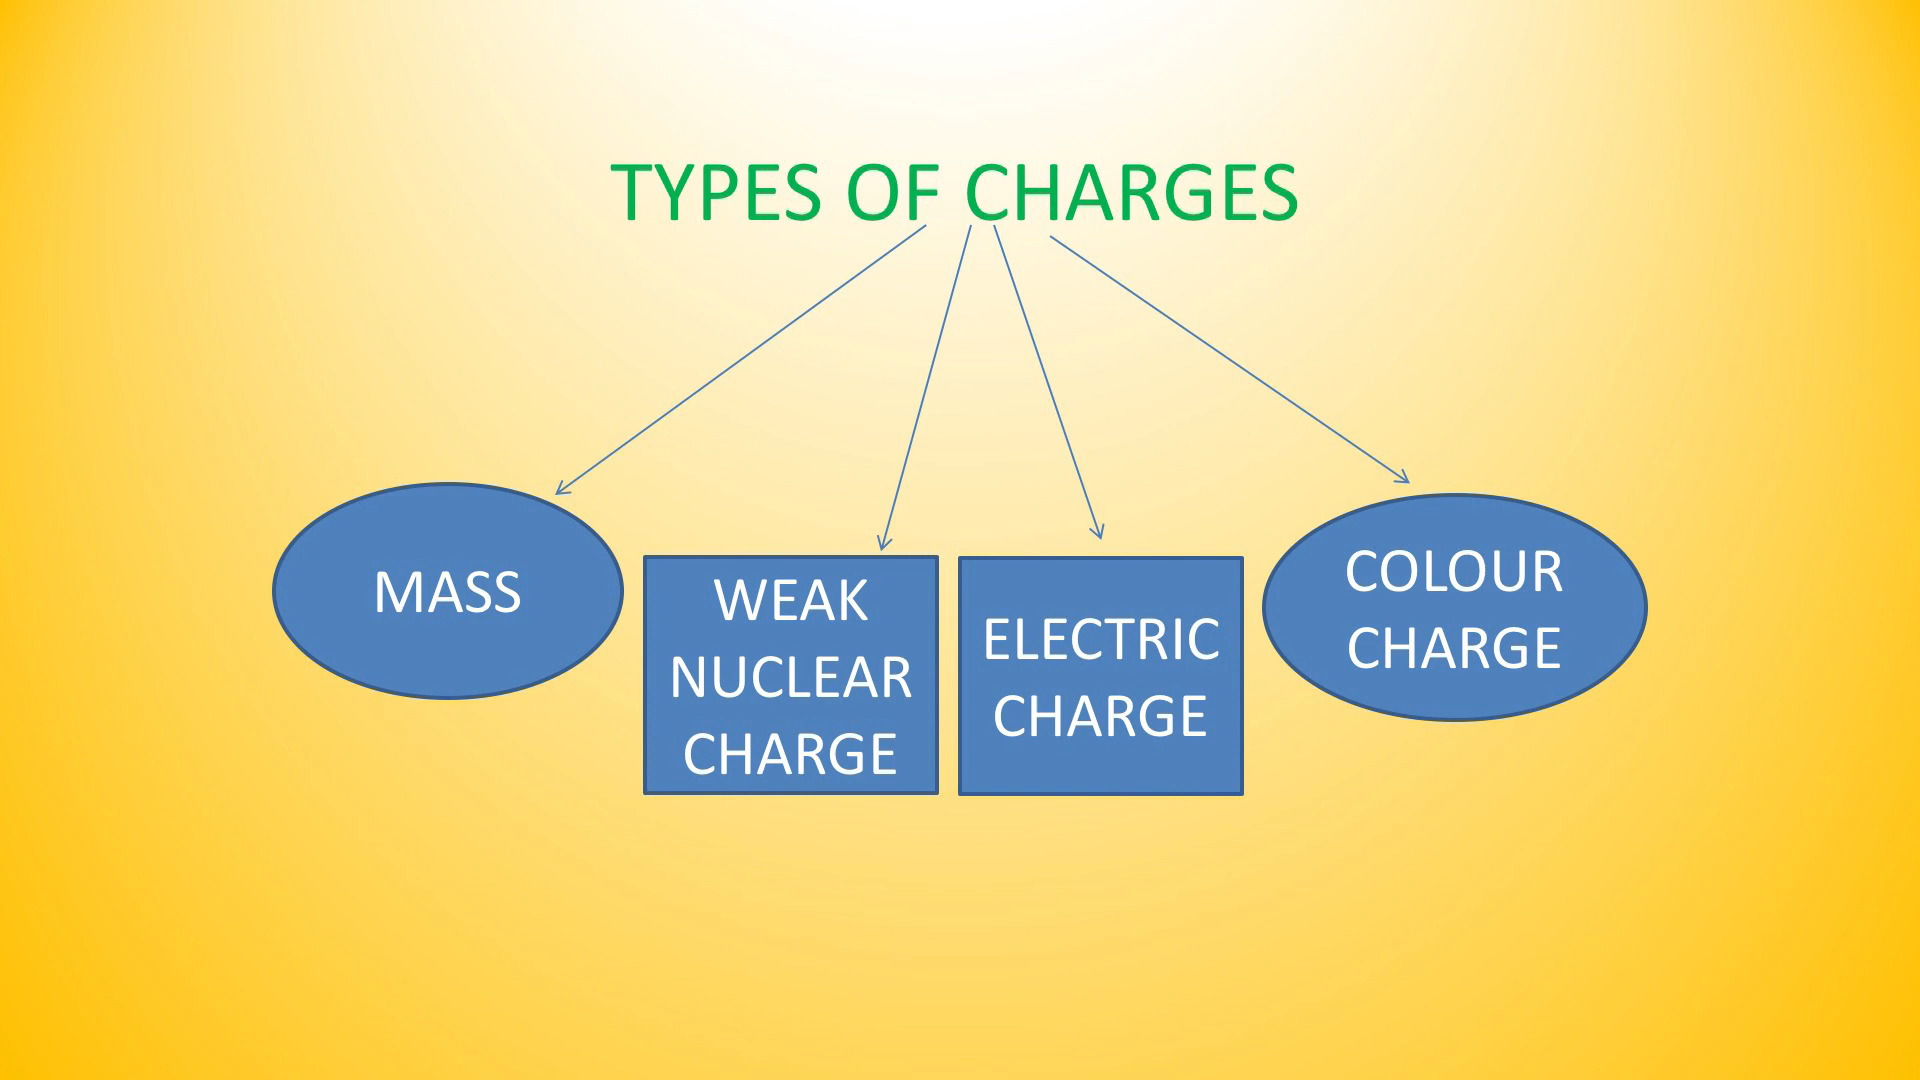 TYPES OF CHARGES
MASS
WEAK
NUCLEAR
CHARGE
ELECTRIC
CHARGE
COLOUR
CHARGE